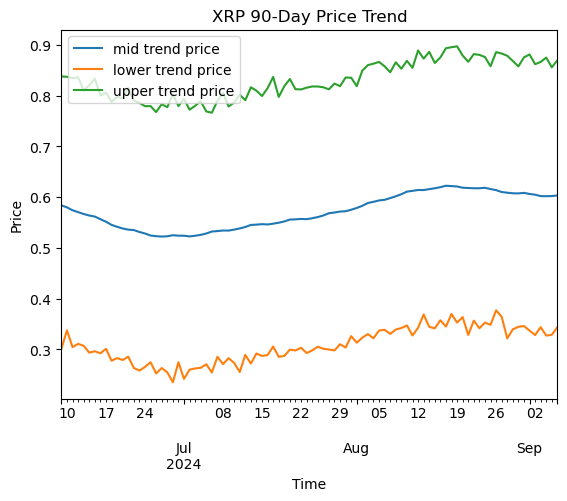 XRP 90-Day Price Trend
mid trend price
lower trend price
upper trend price
Price
0.9
0.8
0.7
0.6
0.5
0.4
0.3
10 17 24 08 15 22 29 05 12 19 26 02
Jul Aug Sep
2024
Time